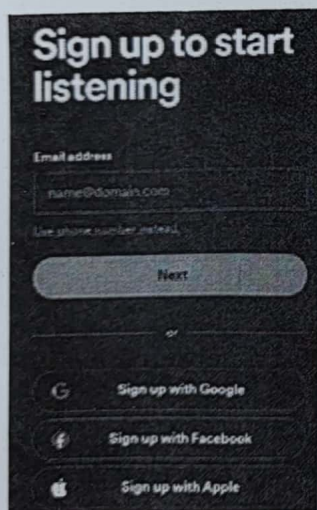 Sign up to start
listening
Email address
name@domain.com
Use phone number instead.
Next
or
Sign up with Google
Sign up with Facebook
Sign up with Apple